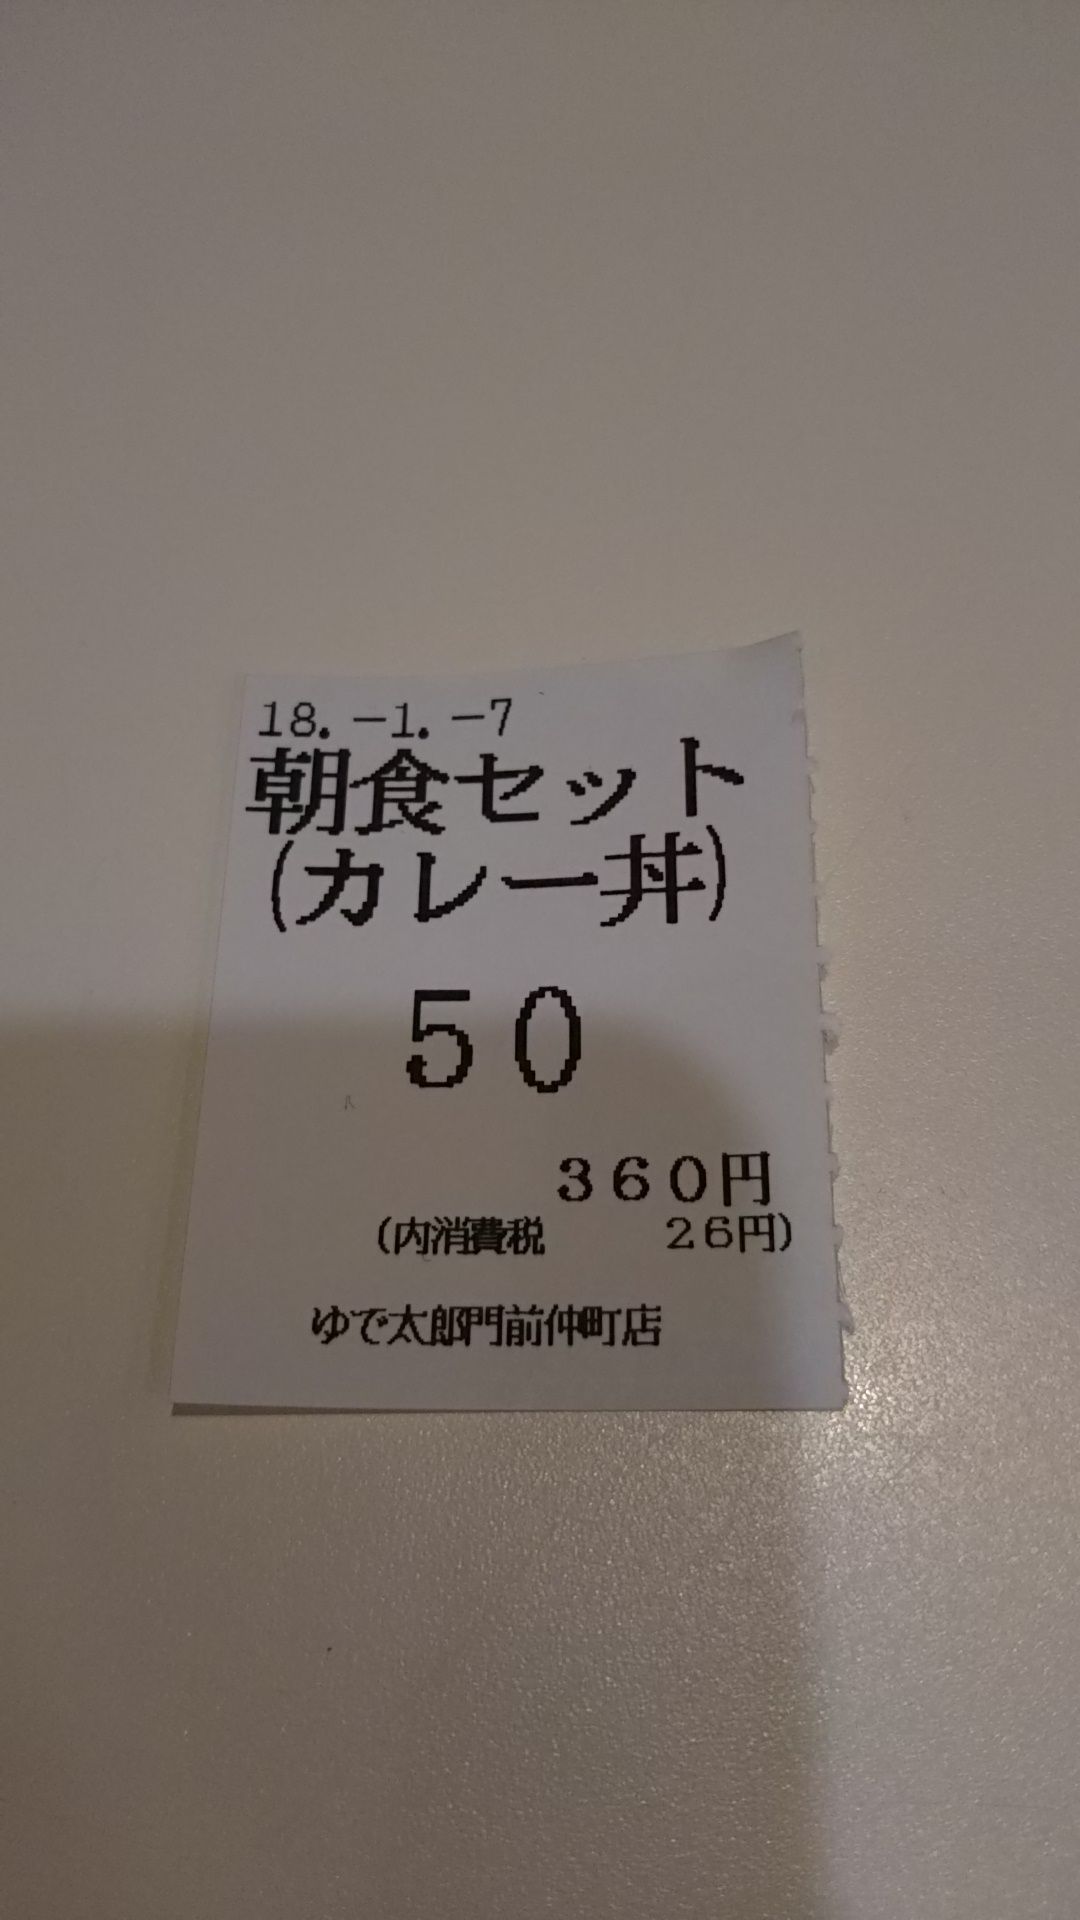 18.-1.-7
朝食セット
(カレー丼)
50
360円
(内消費税 26円)
ゆで太郎門前仲町店